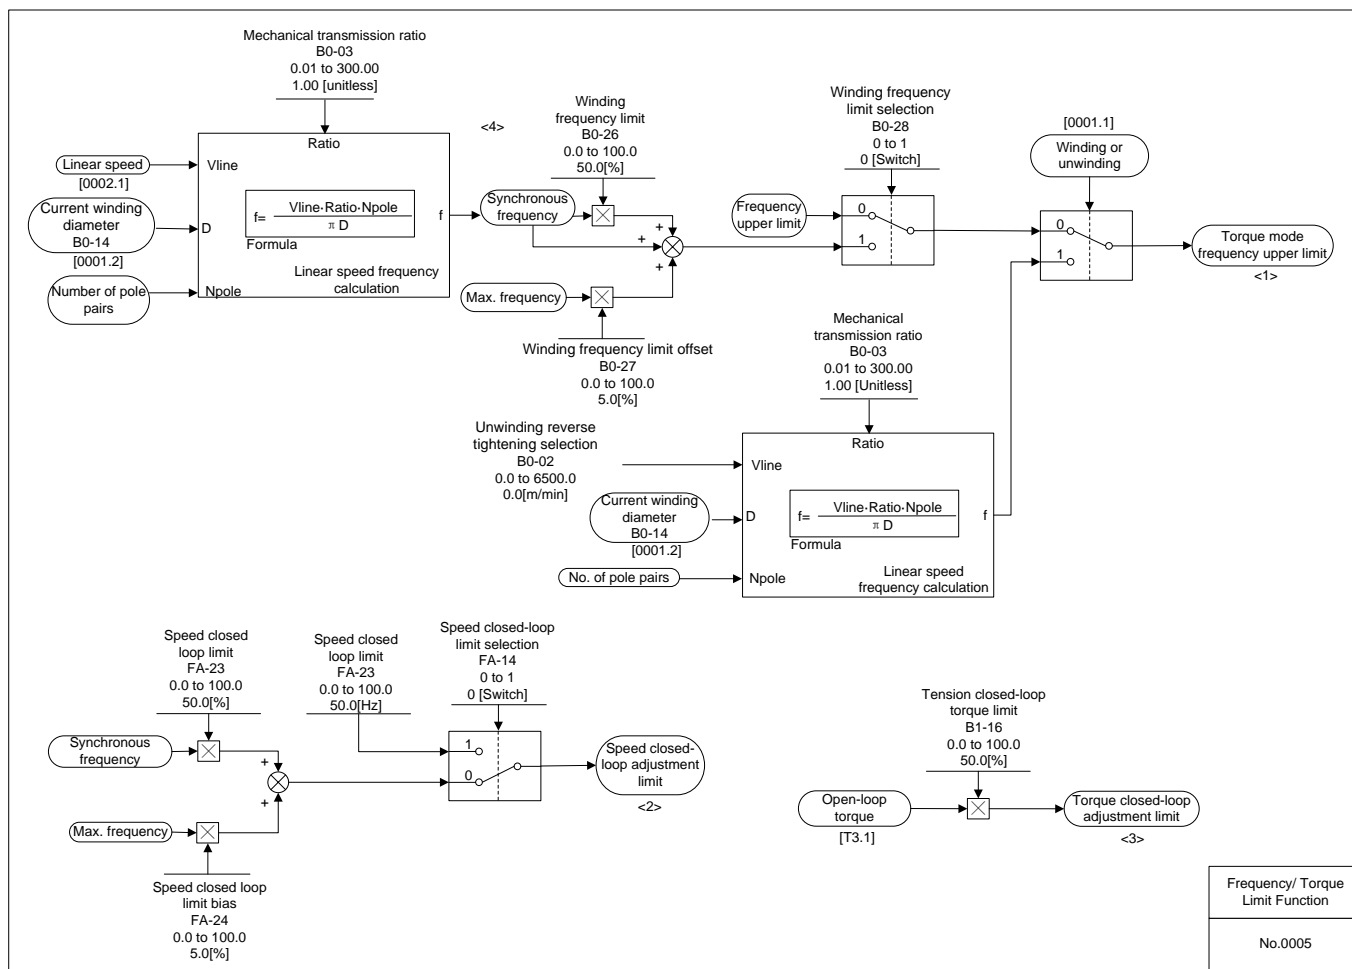 Mechanical transmission ratio
B0-03
0.01 to 300.00
1.00 [unitless]
<4>
Winding
frequency limit
B0-26
0.0 to 100.0
50.0[%]
Winding frequency
limit selection
B0-28
0 to 1
0 [Switch]
[0001.1]
Winding or
unwinding
Ratio
Linear speed
[0002.1]
Vline
Current winding
diameter
B0-14
[0001.2]
D
f= Vline·Ratio·Npole
π D
Formula
f
Linear speed frequency
calculation
Number of pole
pairs
Npole
Synchronous
frequency
+
+
+
Max. frequency
Winding frequency limit offset
B0-27
0.0 to 100.0
5.0[%]
Frequency
upper limit
0
1
0
1
Torque mode
frequency upper limit
<1>
Mechanical
transmission ratio
B0-03
0.01 to 300.00
1.00 [Unitless]
Unwinding reverse
tightening selection
B0-02
0.0 to 6500.0
0.0[m/min]
Ratio
Vline
Current winding
diameter
B0-14
[0001.2]
D
f= Vline·Ratio·Npole
π D
Formula
f
No. of pole pairs
Npole
Linear speed
frequency calculation
Speed closed
loop limit
FA-23
0.0 to 100.0
50.0[%]
Speed closed
loop limit
FA-23
0.0 to 100.0
50.0[Hz]
Speed closed-loop
limit selection
FA-14
0 to 1
0 [Switch]
Synchronous
frequency
+
+
Max. frequency
Speed closed loop
limit bias
FA-24
0.0 to 100.0
5.0[%]
1
0
Speed closed-
loop adjustment
limit
<2>
Tension closed-loop
torque limit
B1-16
0.0 to 100.0
50.0[%]
Open-loop
torque
[T3.1]
Torque closed-loop
adjustment limit
<3>
Frequency/ Torque
Limit Function
No.0005